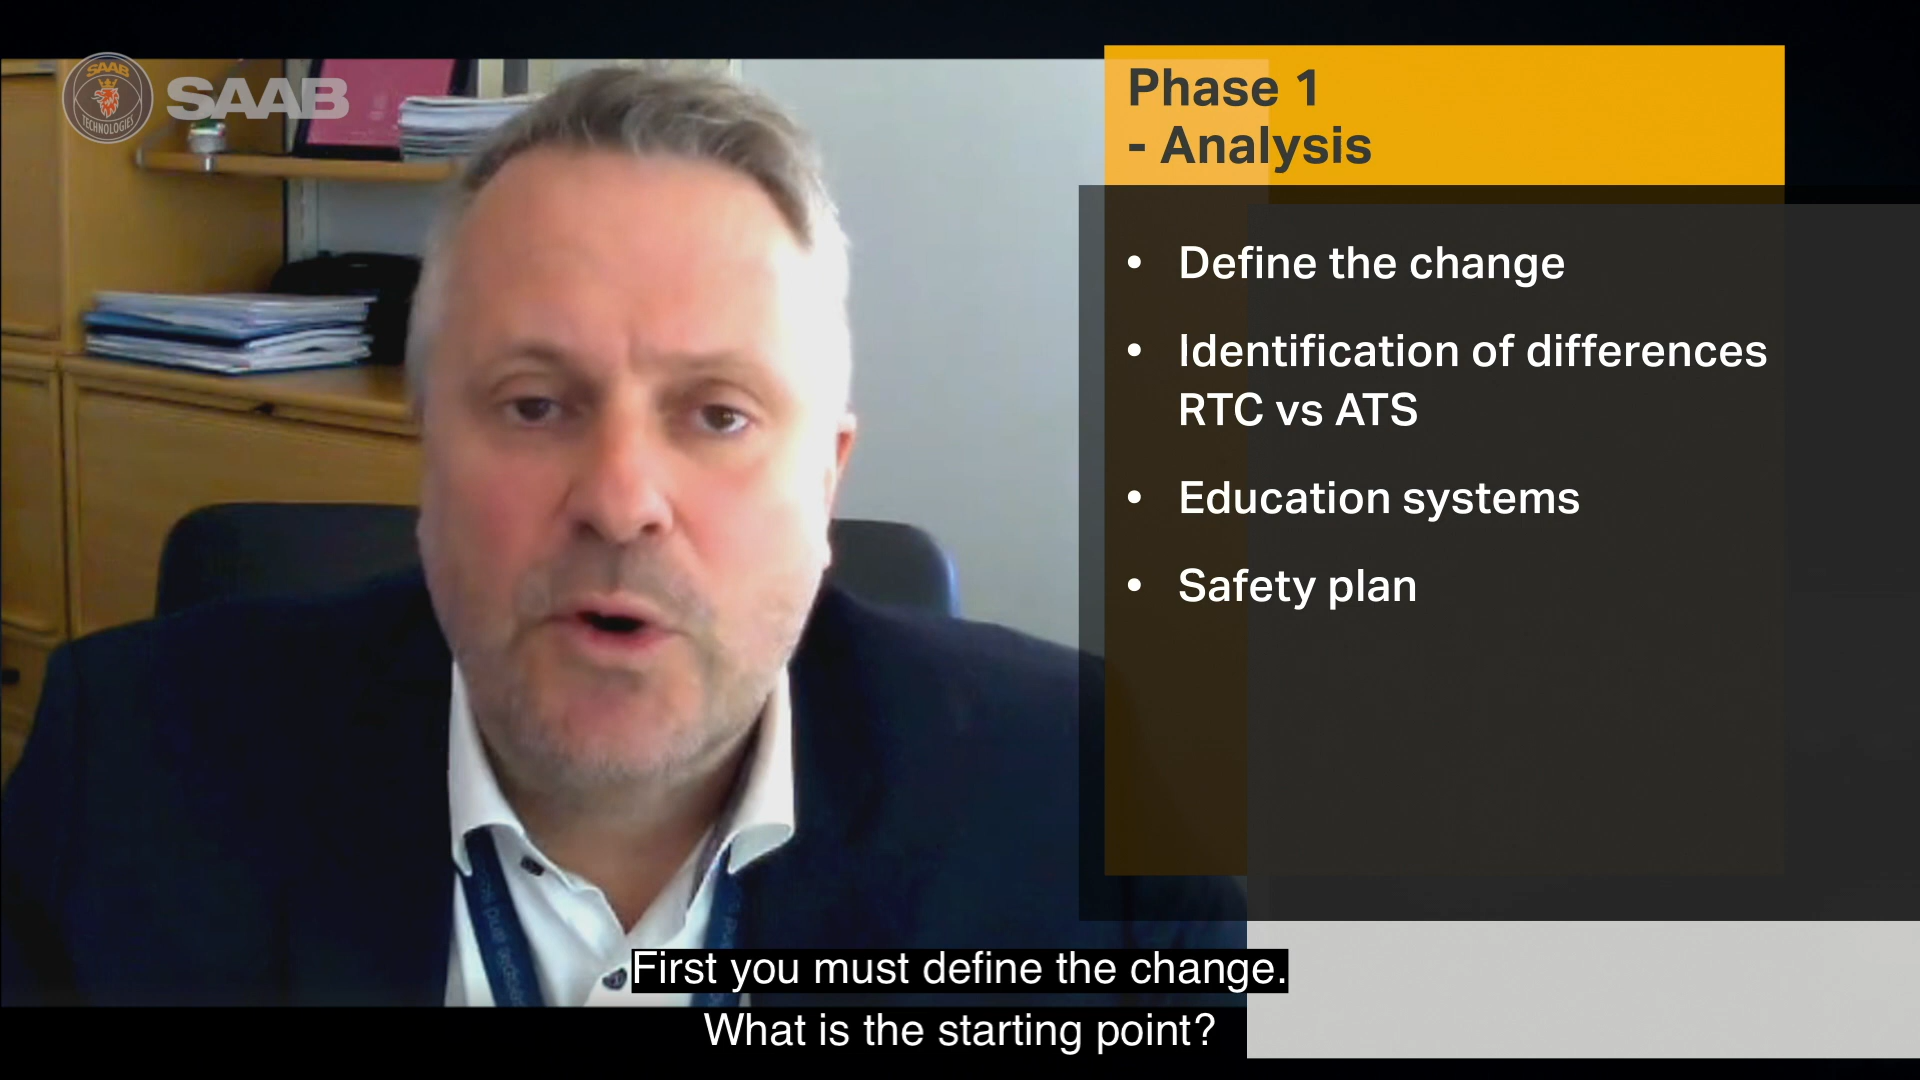 SAAB
TECHNOLOGIES
SAAB
Phase 1
- Analysis
• Define the change
• Identification of differences
RTC vs ATS
• Education systems
• Safety plan
First you must define the change.
What is the starting point?